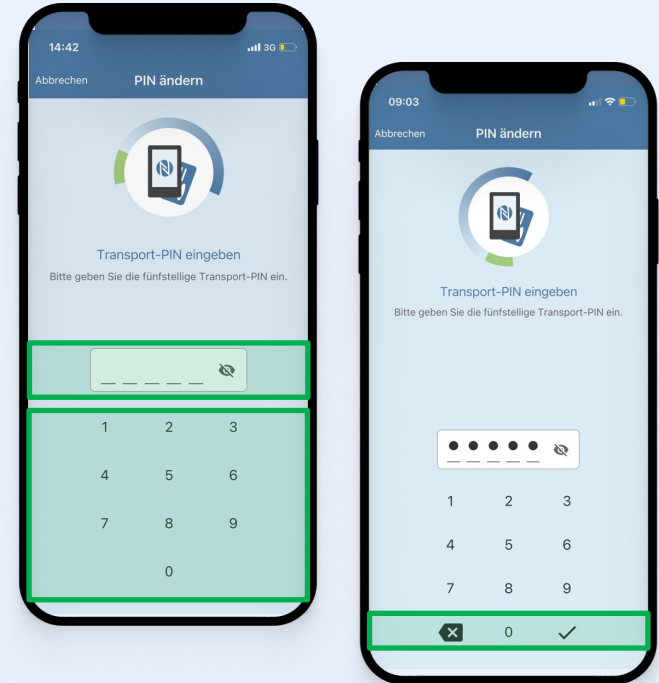 14:42
3G
Abbrechen PIN ändern
Transport-PIN eingeben
Bitte geben Sie die fünfstellige Transport-PIN ein.
1 2 3
4 5 6
7 8 9
0
09:03
Abbrechen PIN ändern
Transport-PIN eingeben
Bitte geben Sie die fünfstellige Transport-PIN ein.
1 2 3
4 5 6
7 8 9
0